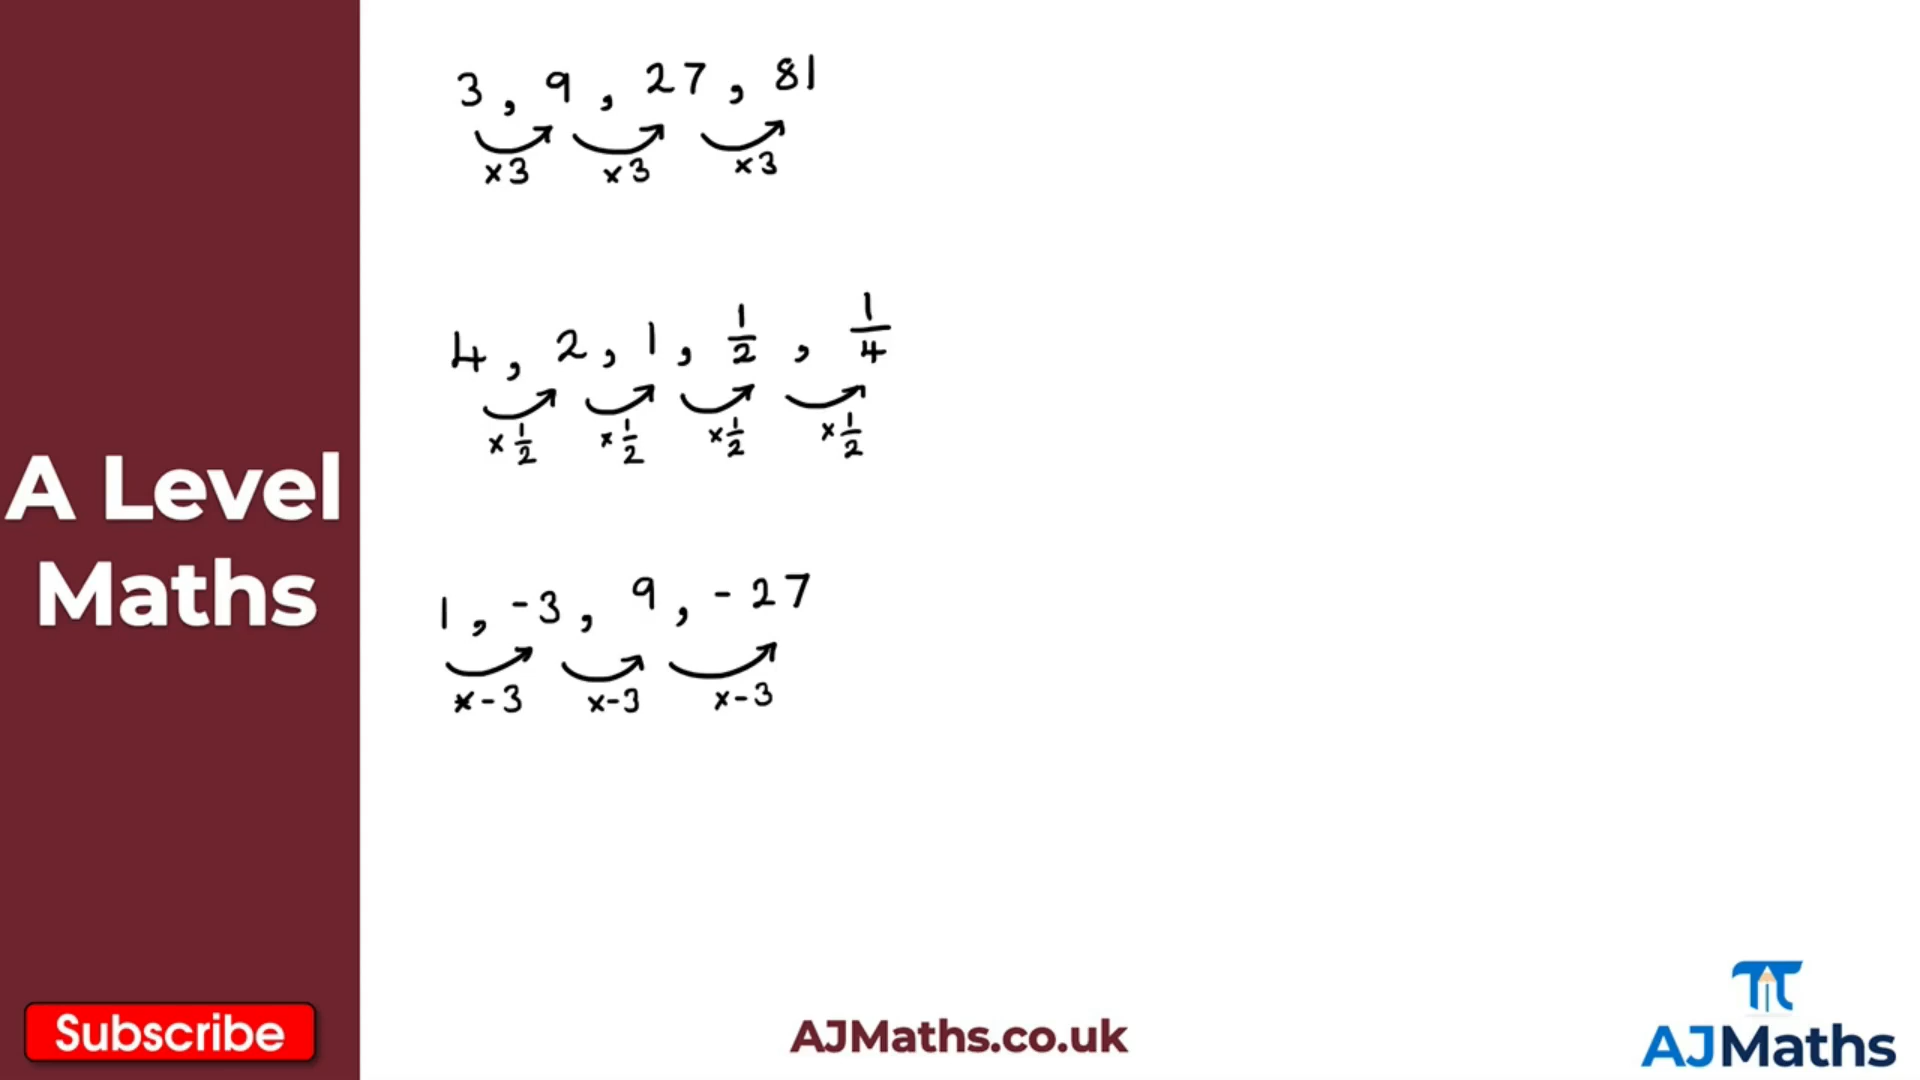 3, 9, 27, 81
×3 ×3 ×3
4, 2, 1, 1/2, 1/4
×1/2 ×1/2 ×1/2 ×1/2
A Level
Maths
1, -3, 9, -27
×-3 ×-3 ×-3
Subscribe
AJMaths.co.uk
AJMaths